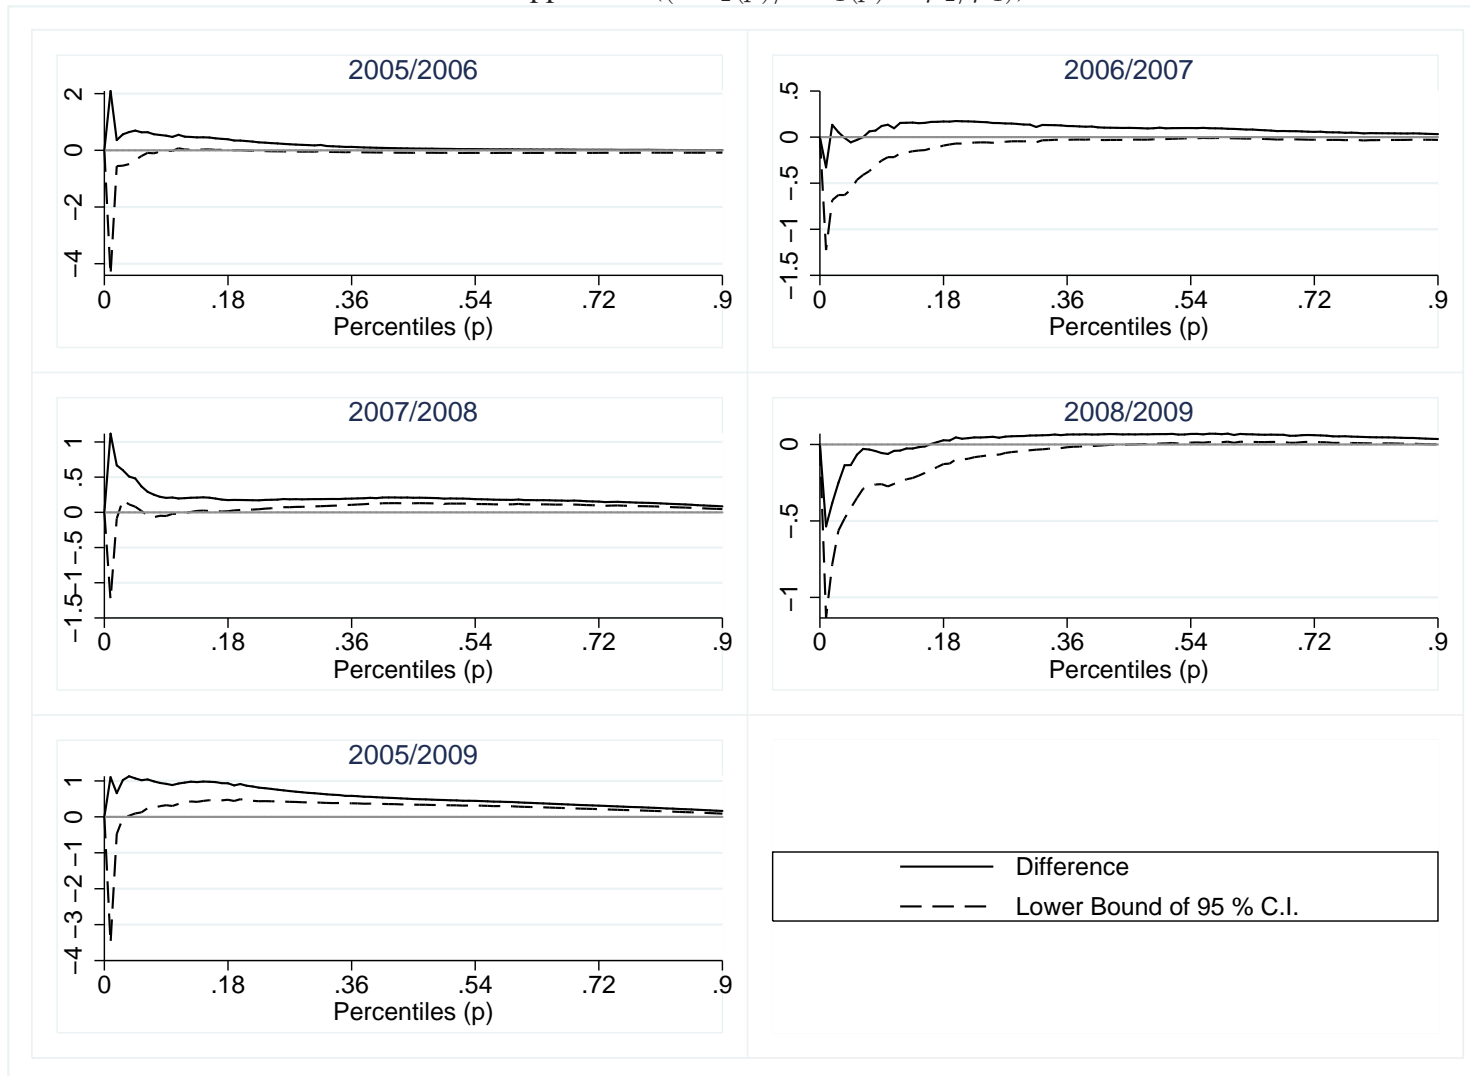 2005/2006
2
0
−2
−4
0 .18 .36 .54 .72 .9
Percentiles (p)
2006/2007
.5
0
−.5
−1
−1.5
0 .18 .36 .54 .72 .9
Percentiles (p)
2007/2008
1
.5
0
−.5
−1
−1.5
0 .18 .36 .54 .72 .9
Percentiles (p)
2008/2009
0
−.5
−1
0 .18 .36 .54 .72 .9
Percentiles (p)
2005/2009
1
0
−1
−2
−3
−4
0 .18 .36 .54 .72 .9
Percentiles (p)
Difference
Lower Bound of 95 % C.I.